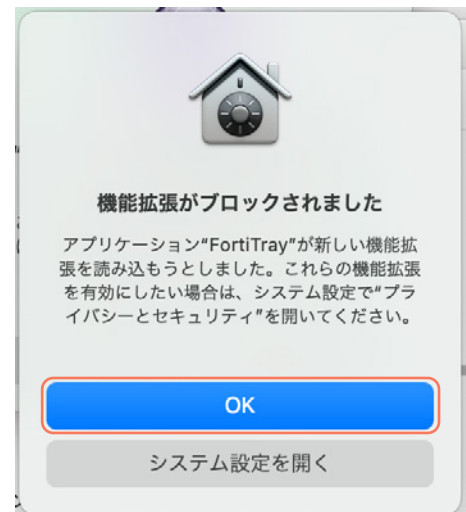 機能拡張がブロックされました
アプリケーション“FortiTray”が新しい機能拡
張を読み込もうとしました。これらの機能拡張
を有効にしたい場合は、システム設定で“プラ
イバシーとセキュリティ”を開いてください。
OK
システム設定を開く